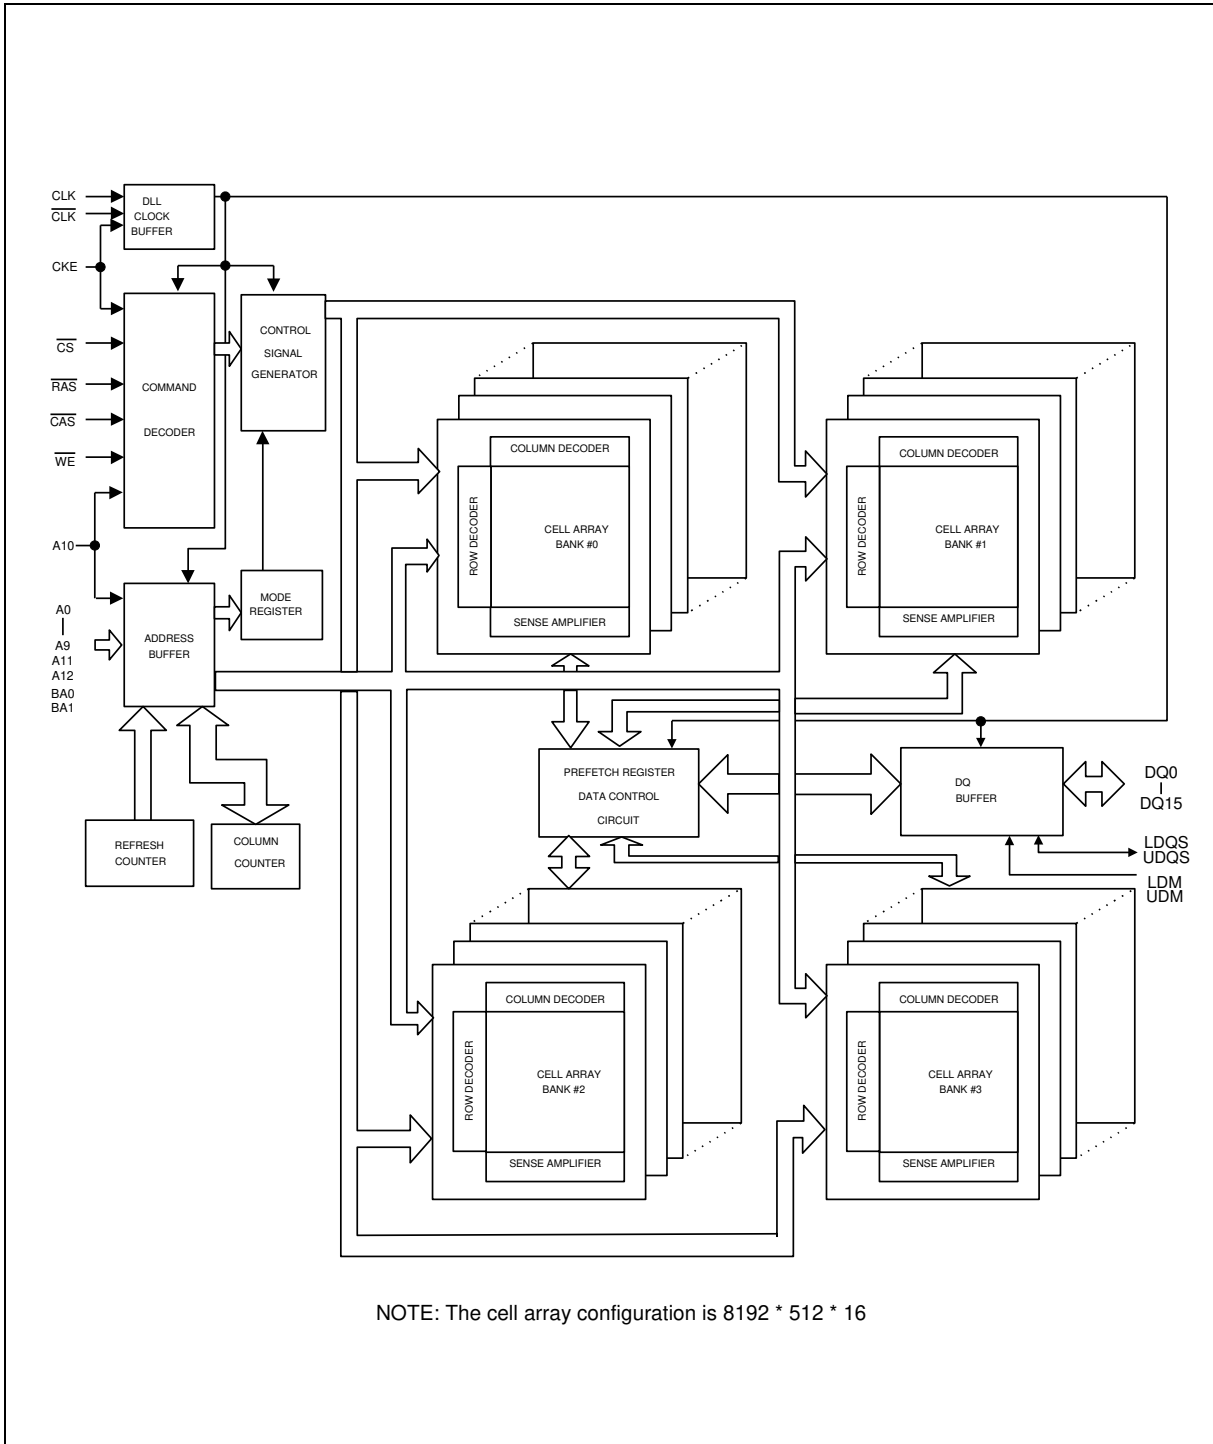 CLK
CLK
CKE
CS
RAS
CAS
WE
A10
A0
A9
A11
A12
BA0
BA1
DLL
CLOCK
BUFFER
COMMAND
DECODER
CONTROL
SIGNAL
GENERATOR
ADDRESS
BUFFER
MODE
REGISTER
REFRESH
COUNTER
COLUMN
COUNTER
COLUMN DECODER
ROW DECODER
CELL ARRAY
BANK #0
SENSE AMPLIFIER
COLUMN DECODER
ROW DECODER
CELL ARRAY
BANK #1
SENSE AMPLIFIER
PREFETCH REGISTER
DATA CONTROL
CIRCUIT
DQ
BUFFER
DQ0
DQ15
LDQS
UDQS
LDM
UDM
COLUMN DECODER
ROW DECODER
CELL ARRAY
BANK #2
SENSE AMPLIFIER
COLUMN DECODER
ROW DECODER
CELL ARRAY
BANK #3
SENSE AMPLIFIER
NOTE: The cell array configuration is 8192 * 512 * 16